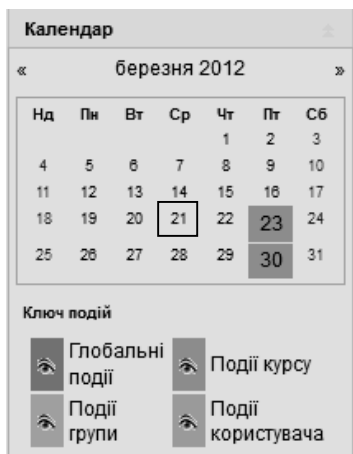 Календар
« березня 2012 »
Нд Пн Вт Ср Чт Пт Сб
1 2 3
4 5 6 7 8 9 10
11 12 13 14 15 16 17
18 19 20 21 22 23 24
25 26 27 28 29 30 31
Ключ подій
Глобальні події
Події курсу
Події групи
Події користувача